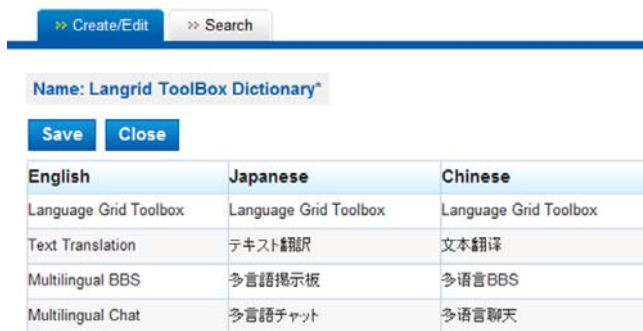 » Create/Edit » Search
Name: Langrid ToolBox Dictionary*
Save Close
English Japanese Chinese
Language Grid Toolbox Language Grid Toolbox Language Grid Toolbox
Text Translation テキスト翻訳 文本翻译
Multilingual BBS 多言語掲示板 多语言BBS
Multilingual Chat 多言語チャット 多语言聊天